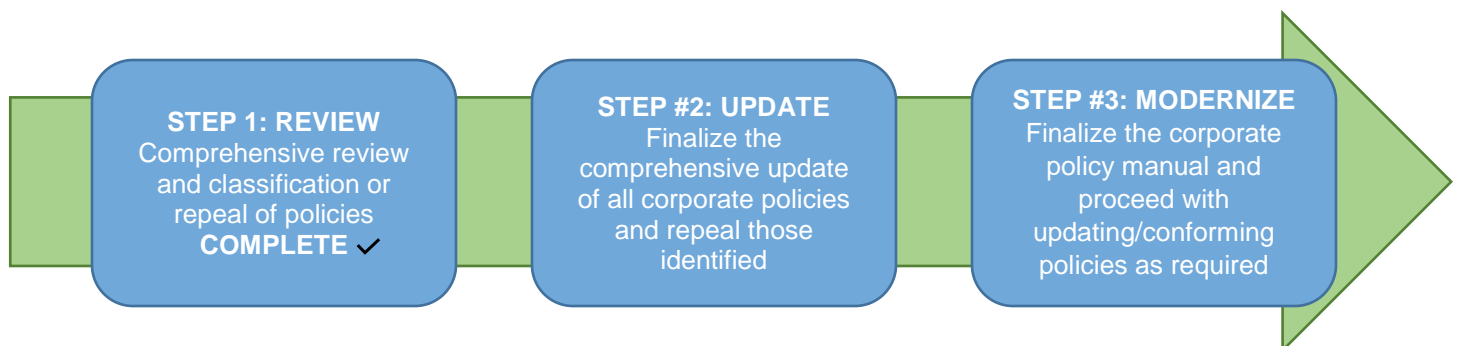 STEP 1: REVIEW
Comprehensive review
and classification or
repeal of policies
COMPLETE ✓
STEP #2: UPDATE
Finalize the
comprehensive update
of all corporate policies
and repeal those
identified
STEP #3: MODERNIZE
Finalize the corporate
policy manual and
proceed with
updating/conforming
policies as required